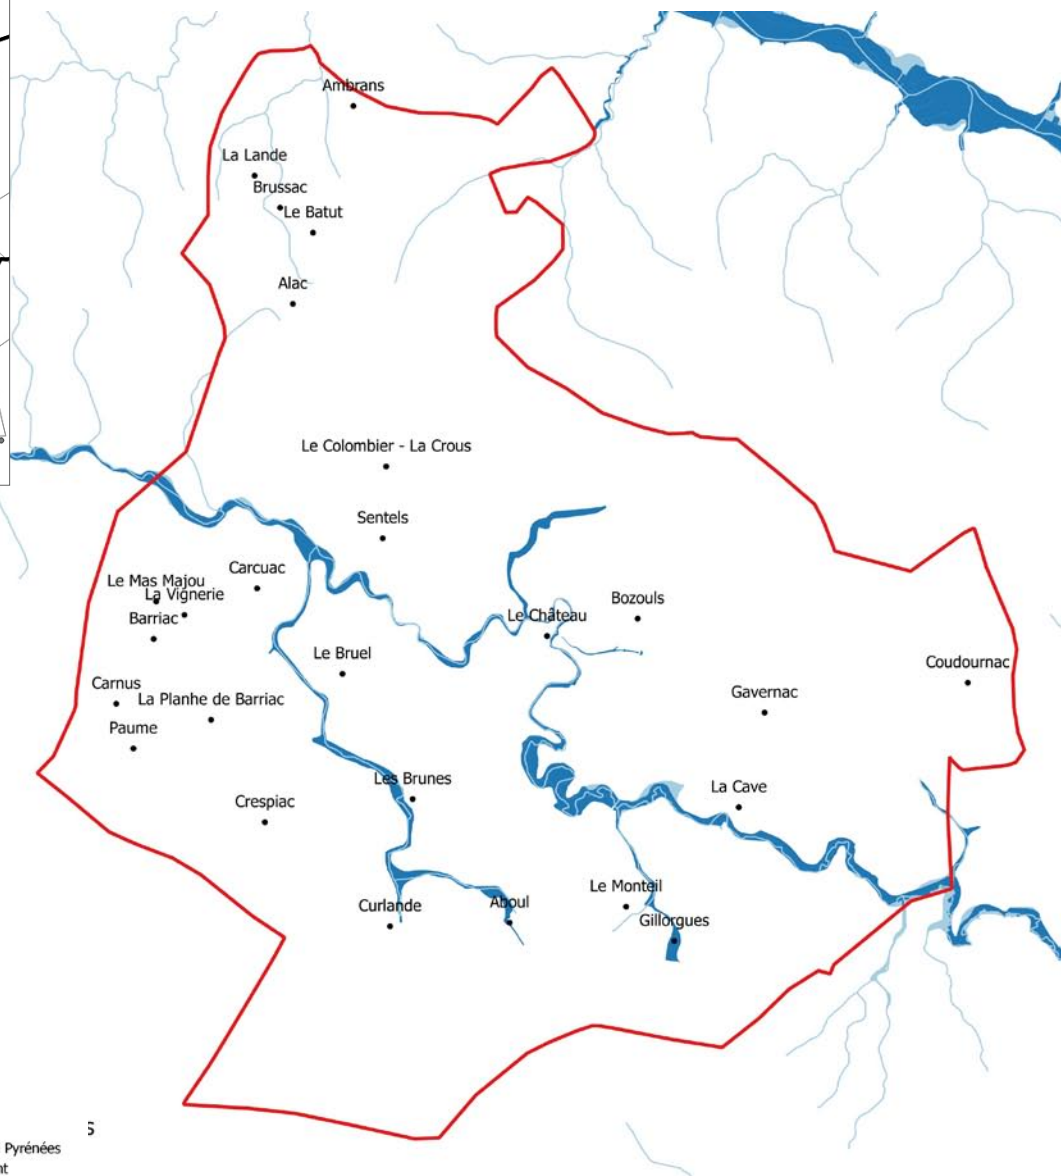 Ambrans
La Lande
Brussac
Le Batut
Alac
Le Colombier - La Crous
Sentels
Carcuac
Le Mas Majou
La Vignerie
Barriac
Le Château
Bozouls
Le Bruel
Coudournac
Carnus
La Planhe de Barriac
Gavernac
Paume
Les Brunes
La Cave
Crespiac
Le Monteil
Curlande
Aboul
Gillorgues
s
Pyrénées
nt